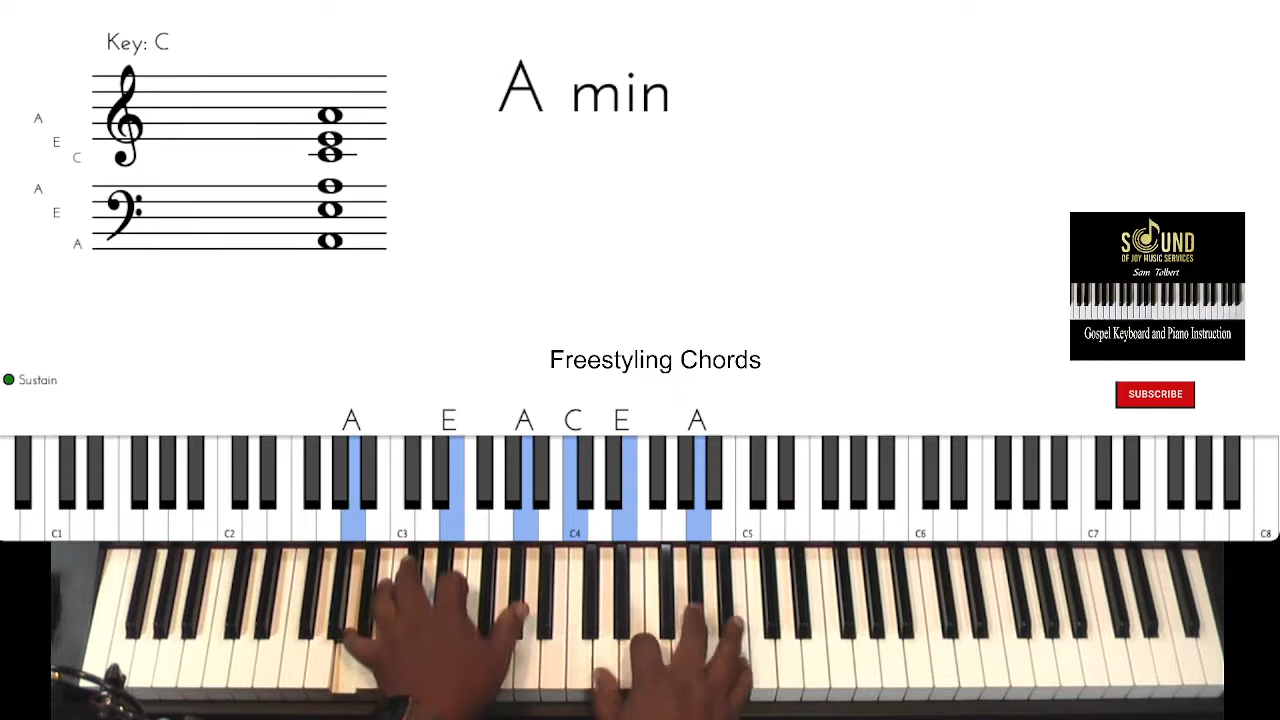 Key: C
A min
A
E
C
A
E
A
SOUND
OF JOY MUSIC SERVICES
Sam Tolbert
Gospel Keyboard and Piano Instruction
Freestyling Chords
Sustain
SUBSCRIBE
A E A C E A
C1 C2 C3 C4 C5 C6 C7 C8